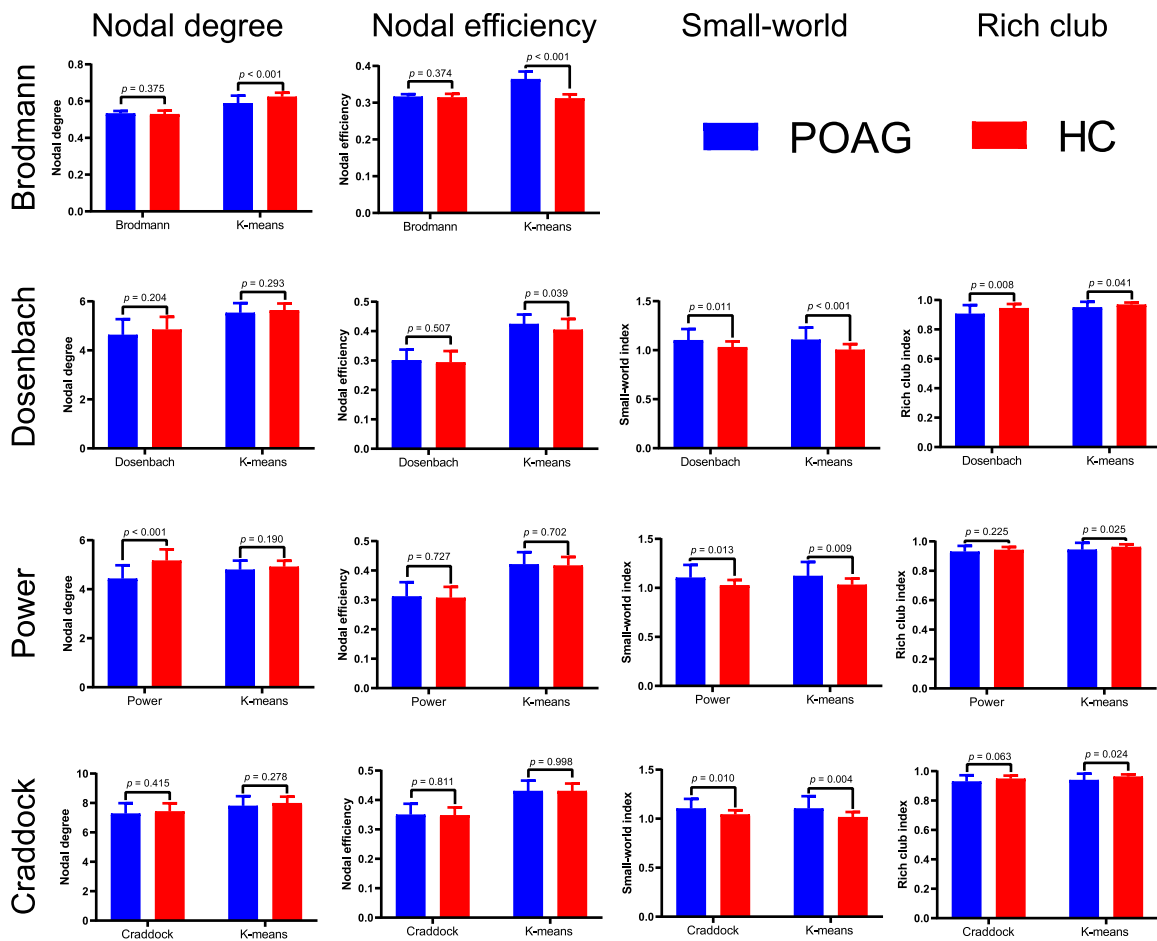 Nodal degree Nodal efficiency Small-world Rich club
Brodmann
Nodal degree
0.8
0.6
0.4
0.2
0.0
p = 0.375
p < 0.001
Brodmann K-means
Nodal efficiency
0.4
0.3
0.2
0.1
0.0
p = 0.374
p < 0.001
Brodmann K-means
POAG HC
Dosenbach
Nodal degree
6
4
2
0
p = 0.204
p = 0.293
Dosenbach K-means
Nodal efficiency
0.5
0.4
0.3
0.2
0.1
0.0
p = 0.507
p = 0.039
Dosenbach K-means
Small-world index
1.5
1.0
0.5
0.0
p = 0.011
p < 0.001
Dosenbach K-means
Rich club index
1.0
0.8
0.6
0.4
0.2
0.0
p = 0.008
p = 0.041
Dosenbach K-means
Power
Nodal degree
6
4
2
0
p < 0.001
p = 0.190
Power K-means
Nodal efficiency
0.5
0.4
0.3
0.2
0.1
0.0
p = 0.727
p = 0.702
Power K-means
Small-world index
1.5
1.0
0.5
0.0
p = 0.013
p = 0.009
Power K-means
Rich club index
1.0
0.8
0.6
0.4
0.2
0.0
p = 0.225
p = 0.025
Power K-means
Craddock
Nodal degree
10
8
6
4
2
0
p = 0.415
p = 0.278
Craddock K-means
Nodal efficiency
0.5
0.4
0.3
0.2
0.1
0.0
p = 0.811
p = 0.998
Craddock K-means
Small-world index
1.5
1.0
0.5
0.0
p = 0.010
p = 0.004
Craddock K-means
Rich club index
1.0
0.8
0.6
0.4
0.2
0.0
p = 0.063
p = 0.024
Craddock K-means